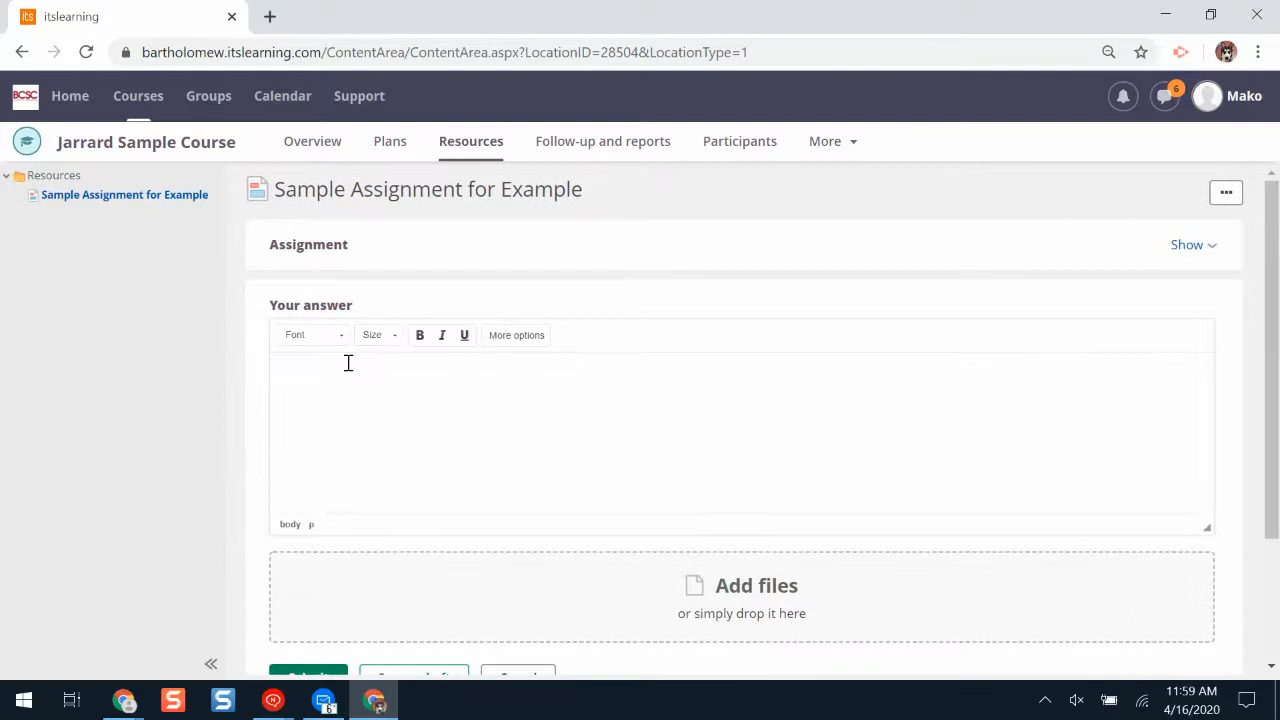 its itslearning
bartholomew.itslearning.com/ContentArea/ContentArea.aspx?LocationID=28504&LocationType=1
BCSC Home Courses Groups Calendar Support 6 Mako
Jarrard Sample Course Overview Plans Resources Follow-up and reports Participants More
Resources
Sample Assignment for Example
Sample Assignment for Example
Assignment Show
Your answer
Font Size B I U More options
body p
Add files
or simply drop it here
6
11:59 AM
4/16/2020